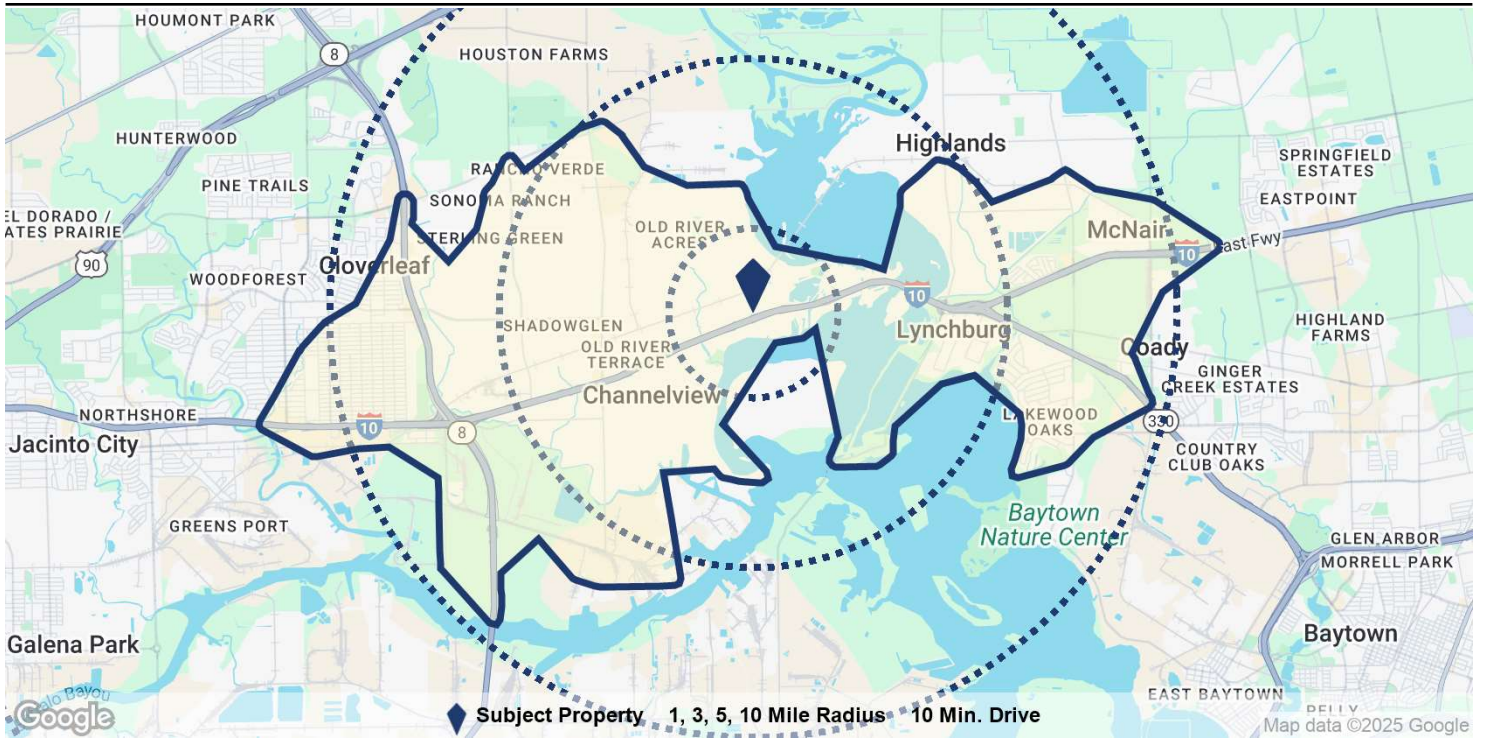 HOUMONT PARK
8
HOUSTON FARMS
HUNTERWOOD
Highlands
SPRINGFIELD
ESTATES
RANCHO VERDE
PINE TRAILS
EASTPOINT
SONOMA RANCH
EL DORADO /
ATES PRAIRIE
OLD RIVER
ACRES
McNair
STERLING GREEN
10
East Fwy
90
Cloverleaf
WOODFOREST
10
SHADOWGLEN
Lynchburg
HIGHLAND
FARMS
OLD RIVER
TERRACE
Coady
GINGER
CREEK ESTATES
Channelview
NORTHSHORE
10
8
LAKEWOOD
OAKS
330
Jacinto City
COUNTRY
CLUB OAKS
GREENS PORT
Baytown
Nature Center
GLEN ARBOR
MORRELL PARK
Galena Park
Baytown
EAST BAYTOWN
PELLY
alo Bayou
Google
Subject Property 1, 3, 5, 10 Mile Radius 10 Min. Drive
Map data ©2025 Google